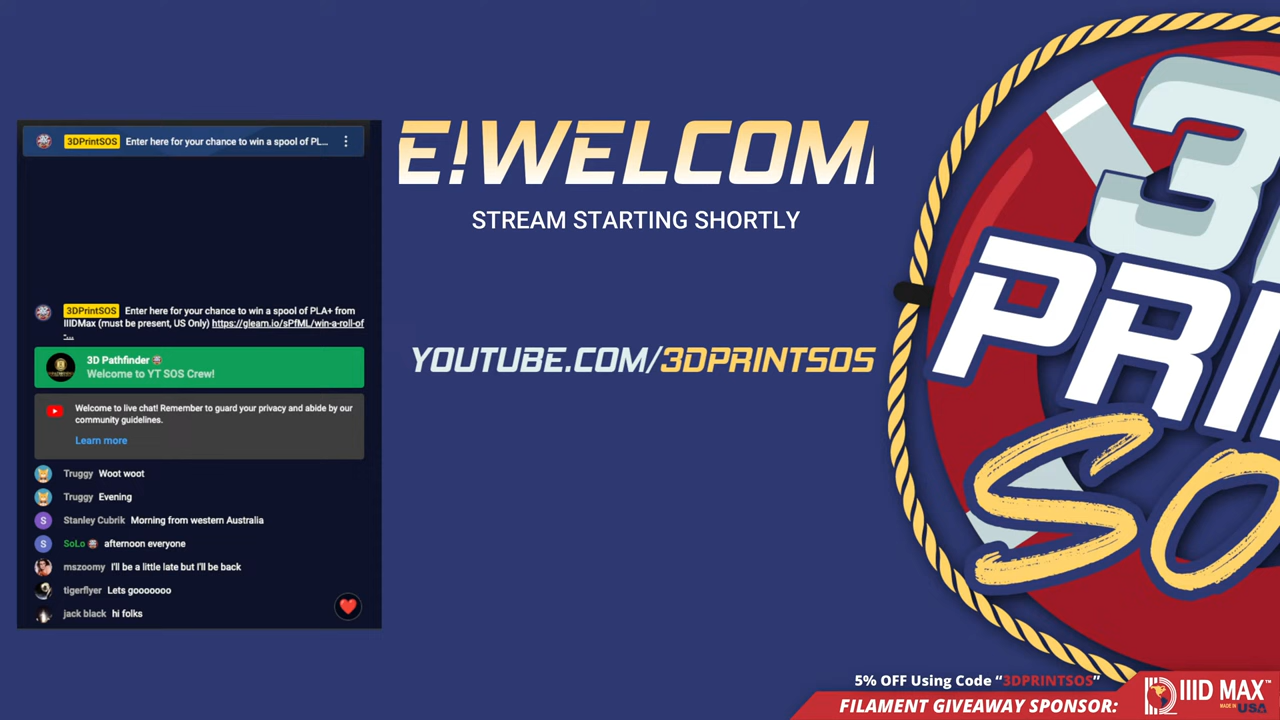 3DPrintSOS Enter here for your chance to win a spool of PL...
3DPrintSOS Enter here for your chance to win a spool of PLA+ from
IIIDMax (must be present, US Only) https://gleam.io/sPfML/win-a-roll-of
-...
3D Pathfinder
Welcome to YT SOS Crew!
Welcome to live chat! Remember to guard your privacy and abide by our
community guidelines.
Learn more
Truggy Woot woot
Truggy Evening
S Stanley Cubrik Morning from western Australia
S SoLo afternoon everyone
mszoomy I'll be a little late but I'll be back
tigerflyer Lets gooooooo
jack black hi folks
E!WELCOM
STREAM STARTING SHORTLY
YOUTUBE.COM/3DPRINTSOS
3
PRI
SO
5% OFF Using Code “3DPRINTSOS”
FILAMENT GIVEAWAY SPONSOR:
IIID MAX™
MADE IN USA